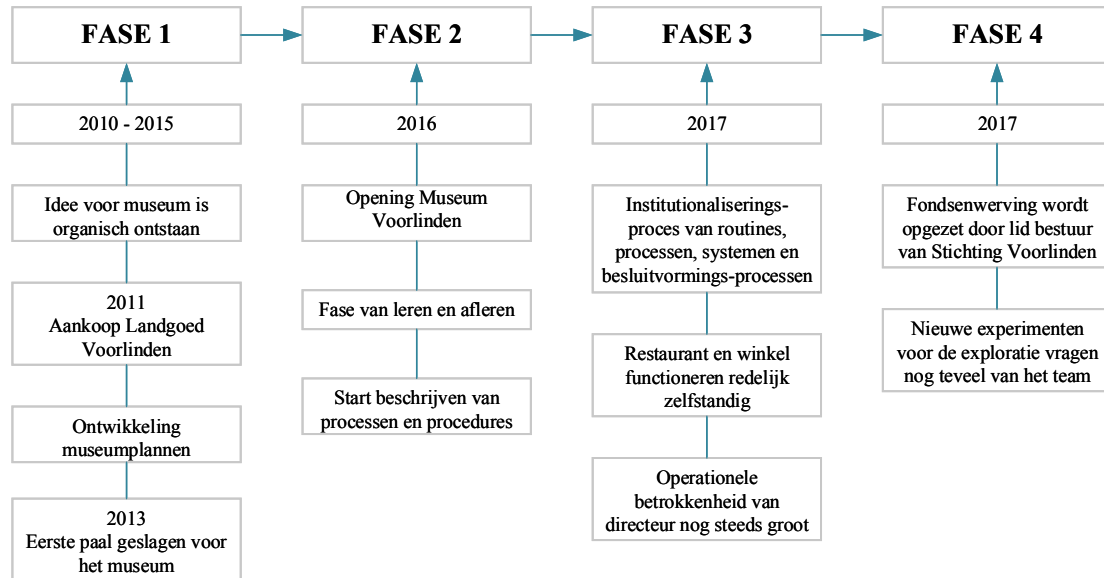 FASE 1
2010 - 2015
Idee voor museum is
organisch ontstaan
2011
Aankoop Landgoed
Voorlinden
Ontwikkeling
museumplannen
2013
Eerste paal geslagen voor
het museum
FASE 2
2016
Opening Museum
Voorlinden
Fase van leren en afleren
Start beschrijven van
processen en procedures
FASE 3
2017
Institutionaliserings-
proces van routines,
processen, systemen en
besluitvormings-processen
Restaurant en winkel
functioneren redelijk
zelfstandig
Operationele
betrokkenheid van
directeur nog steeds groot
FASE 4
2017
Fondsenwerving wordt
opgezet door lid bestuur
van Stichting Voorlinden
Nieuwe experimenten
voor de exploratie vragen
nog teveel van het team